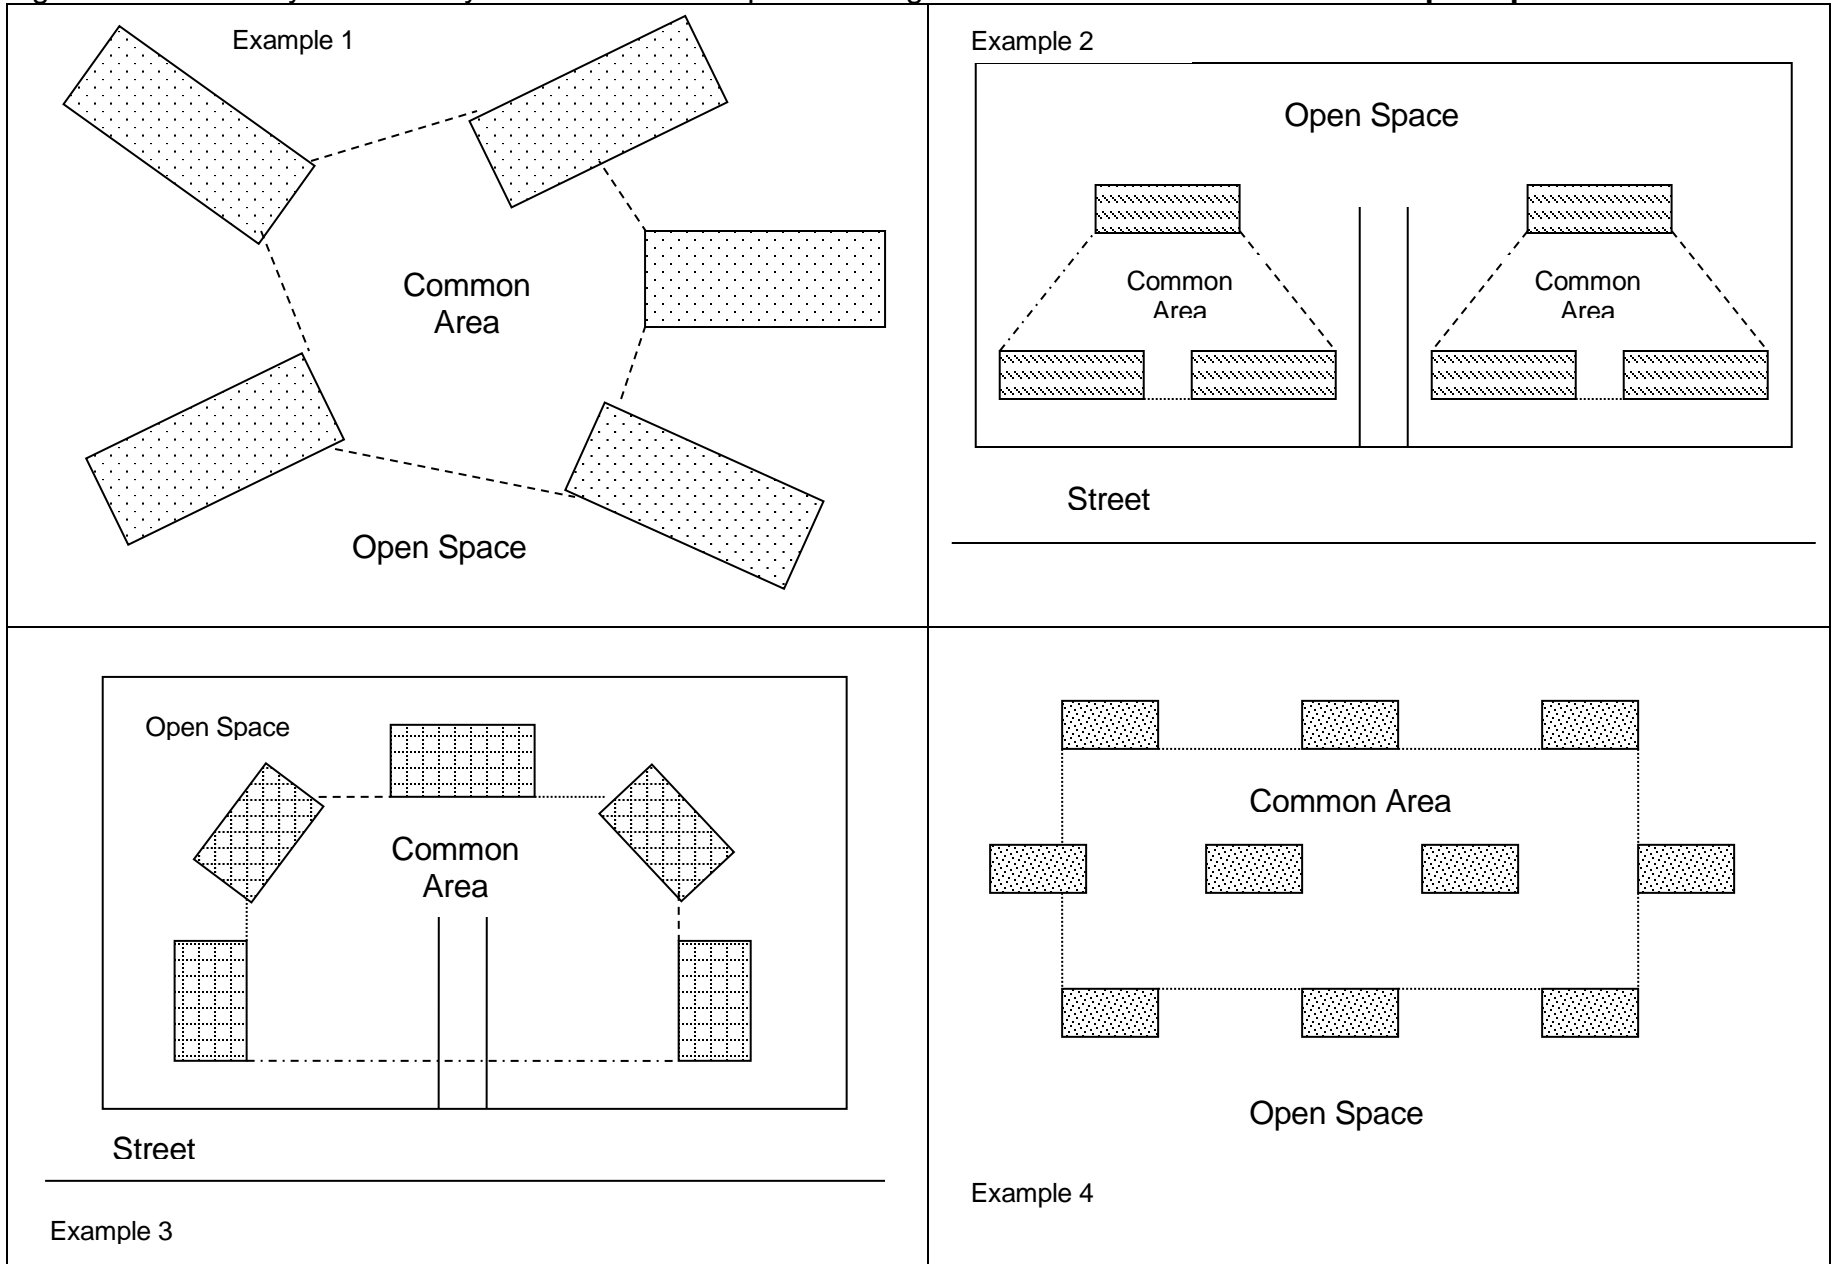 Example 1
Common
Area
Open Space
Example 2
Open Space
Common
Area
Common
Area
Street
Open Space
Common
Area
Street
Example 3
Common Area
Open Space
Example 4